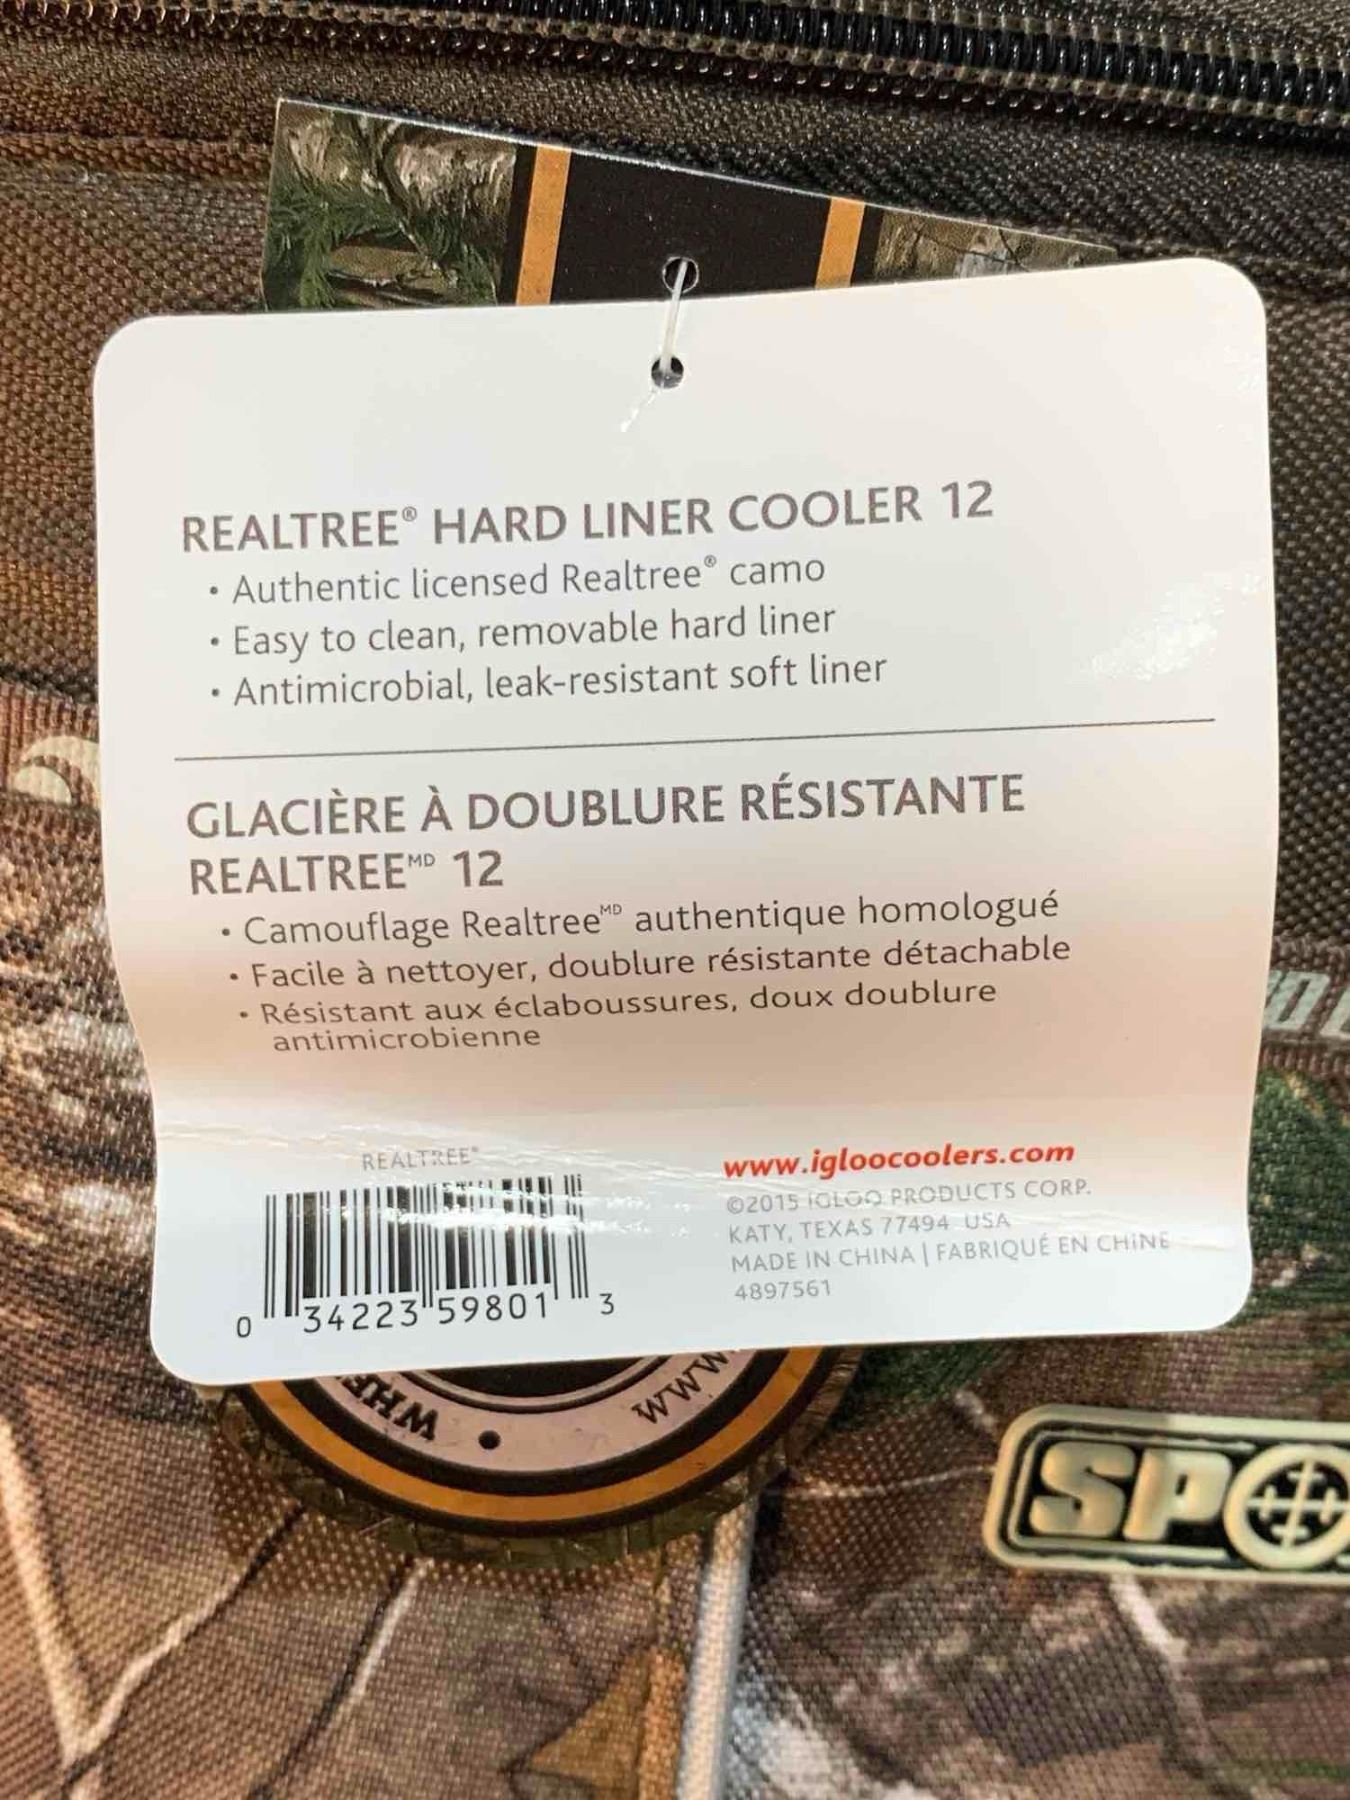 REALTREE® HARD LINER COOLER 12
• Authentic licensed Realtree® camo
• Easy to clean, removable hard liner
• Antimicrobial, leak-resistant soft liner
GLACIÈRE À DOUBLURE RÉSISTANTE
REALTREEᴹᴰ 12
• Camouflage Realtreeᴹᴰ authentique homologué
• Facile à nettoyer, doublure résistante détachable
• Résistant aux éclaboussures, doux doublure
antimicrobienne
REALTREE®
0 34223 59801 3
www.igloocoolers.com
©2015 IGLOO PRODUCTS CORP.
KATY, TEXAS 77494 USA
MADE IN CHINA | FABRIQUÉ EN CHINE
4897561
WWW